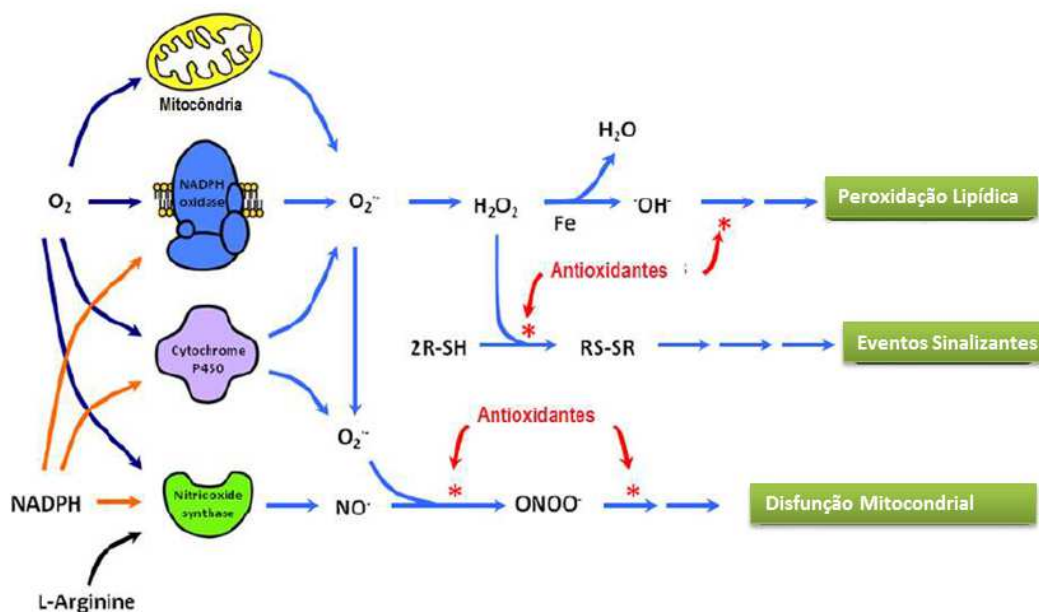 Mitocôndria
H₂O
O₂
NADPH
oxidase
O₂˙⁻
H₂O₂
Fe
˙OH˙
Peroxidação Lipídica
Antioxidantes
*
*
Cytochrome
P450
2R-SH
RS-SR
Eventos Sinalizantes
Antioxidantes
O₂˙⁻
*
*
NADPH
Nitricoxide
synthase
NO˙
ONOO⁻
Disfunção Mitocondrial
L-Arginine